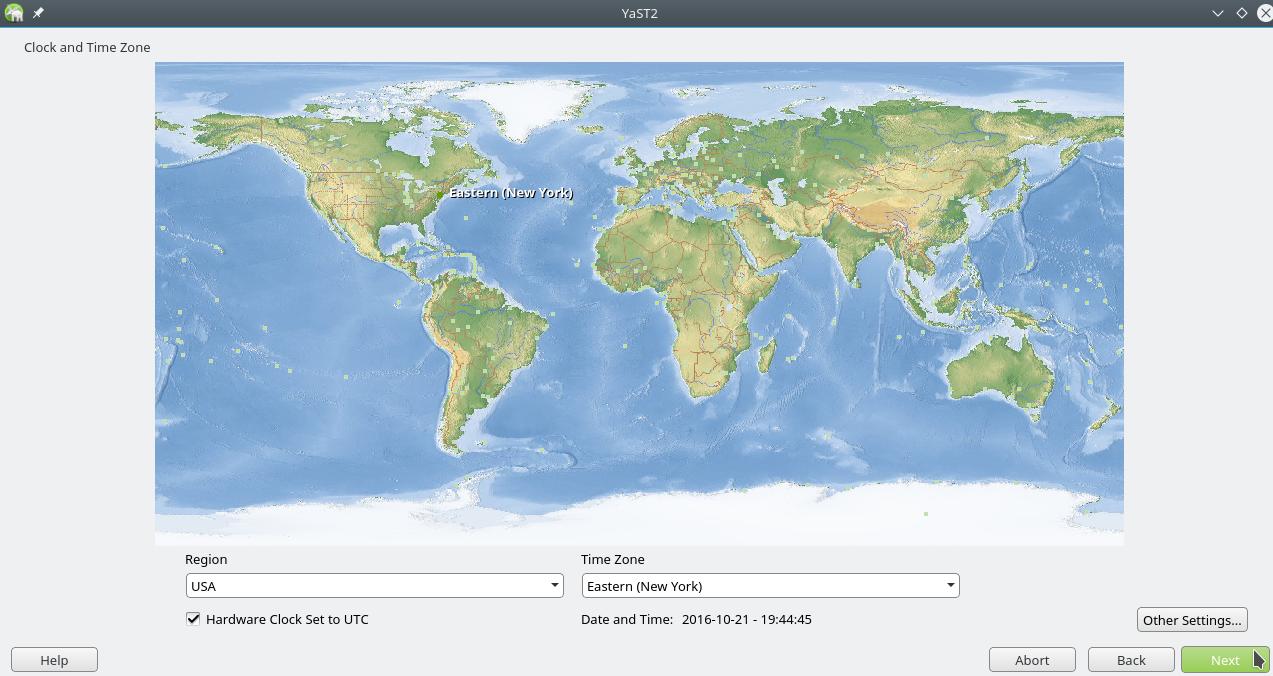 YaST2
Clock and Time Zone
Eastern (New York)
Region
Time Zone
USA
Eastern (New York)
Hardware Clock Set to UTC
Date and Time: 2016-10-21 - 19:44:45
Other Settings...
Help
Abort
Back
Next